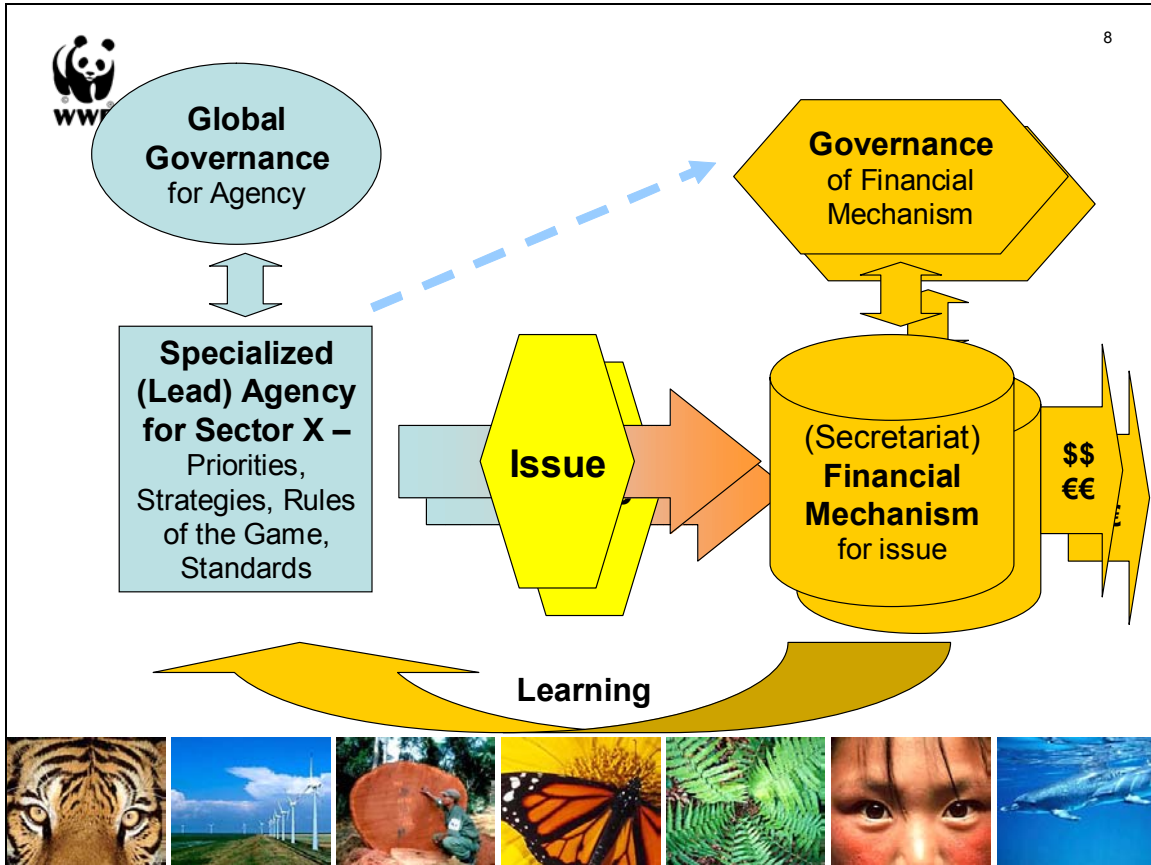 8
WWF
Global
Governance
for Agency
Governance
of Financial
Mechanism
Specialized
(Lead) Agency
for Sector X –
Priorities,
Strategies, Rules
of the Game,
Standards
Issue
(Secretariat)
Financial
Mechanism
for issue
$$
€€
Learning